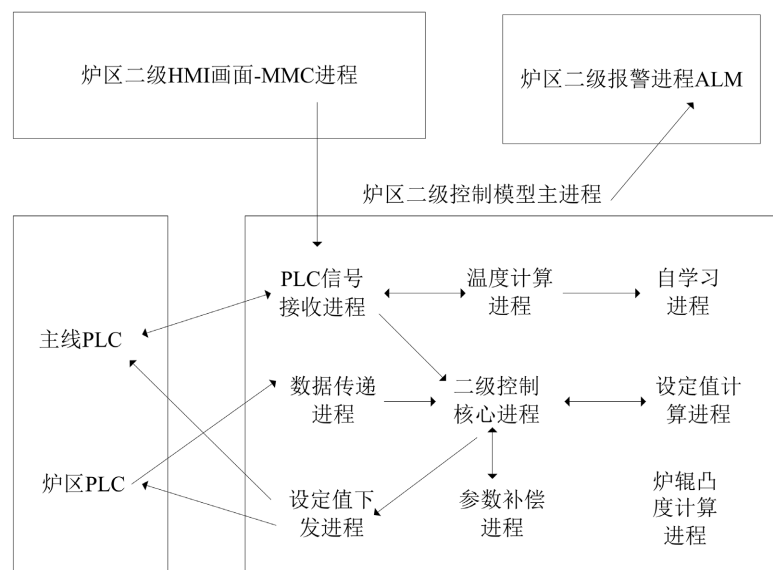 炉区二级HMI画面-MMC进程
炉区二级报警进程ALM
炉区二级控制模型主进程
PLC信号
接收进程
温度计算
进程
自学习
进程
主线PLC
数据传递
进程
二级控制
核心进程
设定值计
算进程
炉区PLC
设定值下
发进程
参数补偿
进程
炉辊凸
度计算
进程